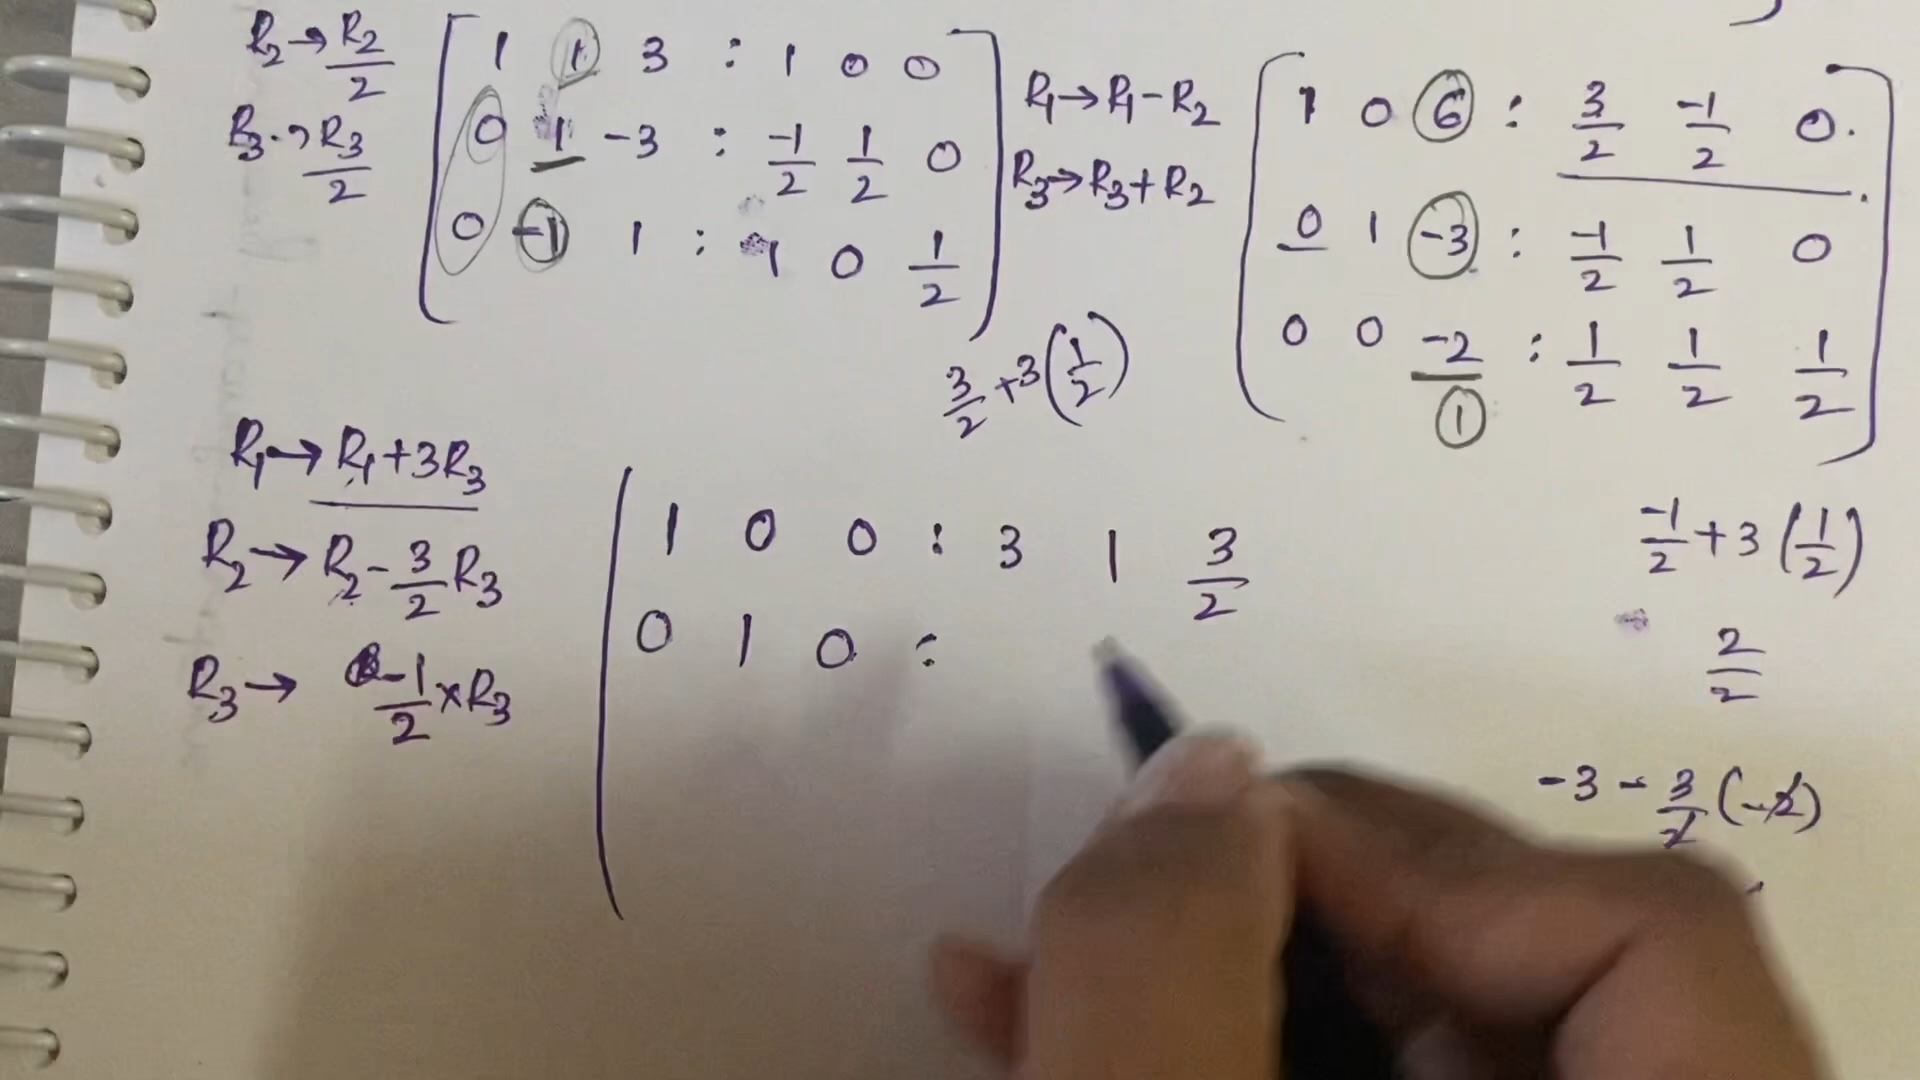 R2 → R2/2
R3 → R3/2
1 1 3 : 1 0 0
0 1 -3 : -1/2 1/2 0
0 -1 1 : 1 0 1/2
R1 → R1 - R2
R3 → R3 + R2
1 0 6 : 3/2 -1/2 0
0 1 -3 : -1/2 1/2 0
0 0 -2 : 1/2 1/2 1/2
1
3/2 + 3(1/2)
R1 → R1 + 3R3
R2 → R2 - 3/2 R3
R3 → -1/2 × R3
1 0 0 : 3 1 3/2
0 1 0 :
-1/2 + 3(1/2)
2/2
-3 - 3/2 (-2)